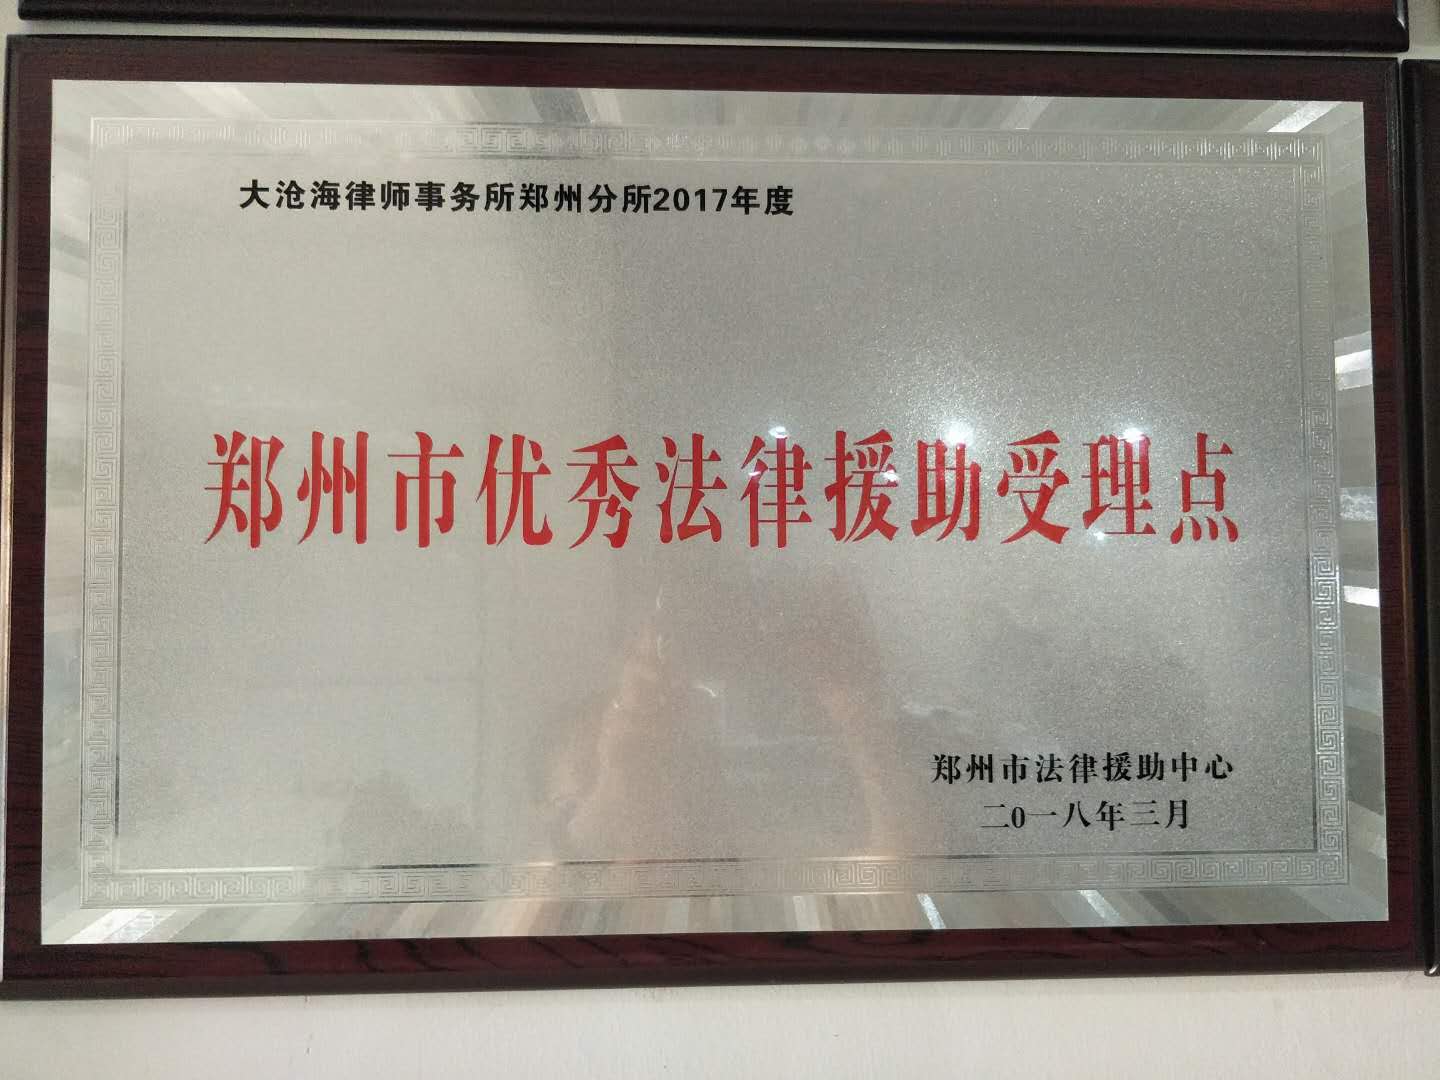 大沧海律师事务所郑州分所2017年度
郑州市优秀法律援助受理点
郑州市法律援助中心
二0一八年三月